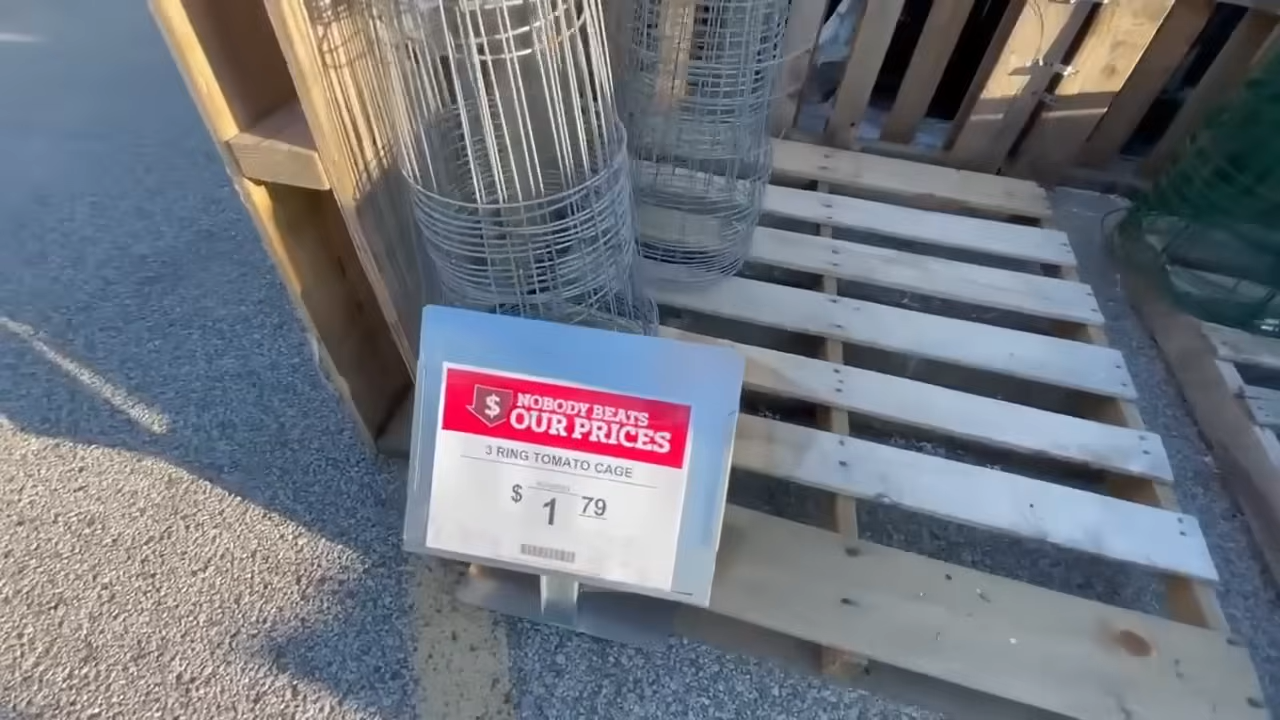 $
NOBODY BEATS
OUR PRICES
3 RING TOMATO CAGE
$ 1 79